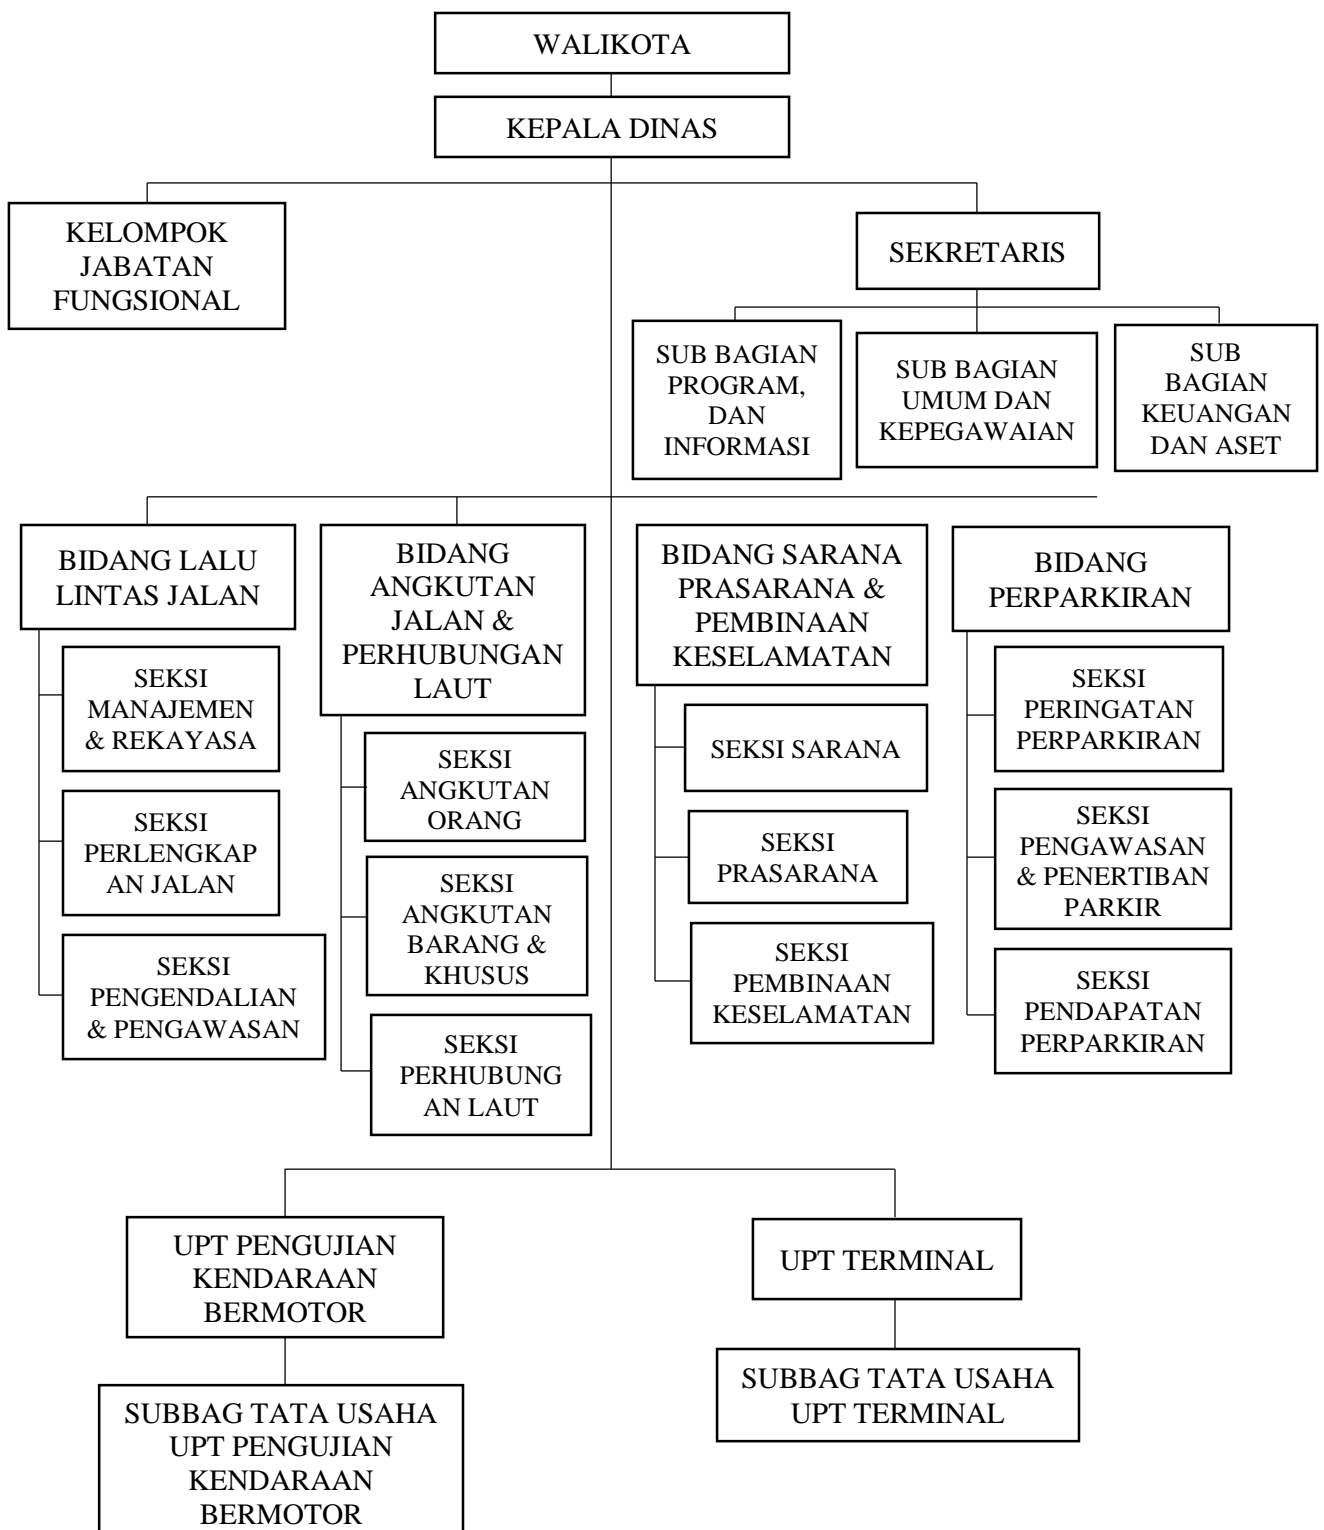 WALIKOTA
KEPALA DINAS
KELOMPOK
JABATAN
FUNGSIONAL
SEKRETARIS
SUB BAGIAN
PROGRAM,
DAN
INFORMASI
SUB BAGIAN
UMUM DAN
KEPEGAWAIAN
SUB
BAGIAN
KEUANGAN
DAN ASET
BIDANG LALU
LINTAS JALAN
SEKSI
MANAJEMEN
& REKAYASA
SEKSI
PERLENGKAP
AN JALAN
SEKSI
PENGENDALIAN
& PENGAWASAN
BIDANG
ANGKUTAN
JALAN &
PERHUBUNGAN
LAUT
SEKSI
ANGKUTAN
ORANG
SEKSI
ANGKUTAN
BARANG &
KHUSUS
SEKSI
PERHUBUNG
AN LAUT
BIDANG SARANA
PRASARANA &
PEMBINAAN
KESELAMATAN
SEKSI SARANA
SEKSI
PRASARANA
SEKSI
PEMBINAAN
KESELAMATAN
BIDANG
PERPARKIRAN
SEKSI
PERINGATAN
PERPARKIRAN
SEKSI
PENGAWASAN
& PENERTIBAN
PARKIR
SEKSI
PENDAPATAN
PERPARKIRAN
UPT PENGUJIAN
KENDARAAN
BERMOTOR
SUBBAG TATA USAHA
UPT PENGUJIAN
KENDARAAN
BERMOTOR
UPT TERMINAL
SUBBAG TATA USAHA
UPT TERMINAL